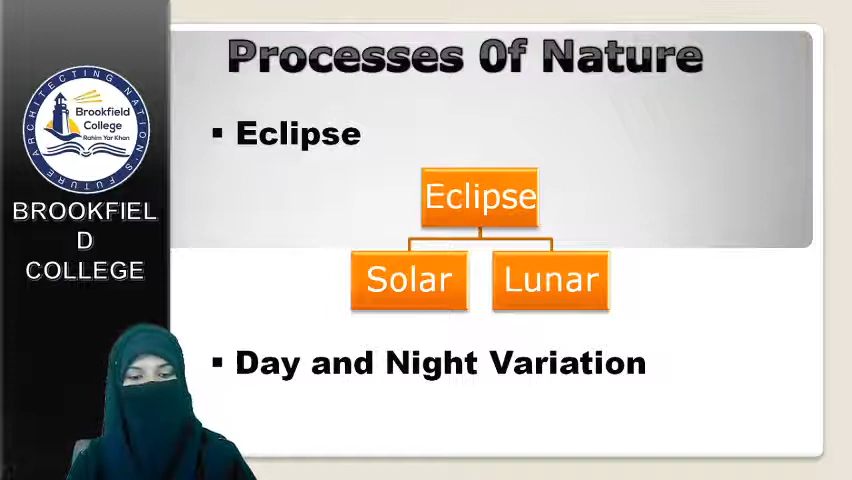 Processes 0f Nature
ARCHITECTING NATION'S FUTURE
Brookfield
College
Rahim Yar Khan
BROOKFIEL
D
COLLEGE
▪ Eclipse
Eclipse
Solar Lunar
▪ Day and Night Variation